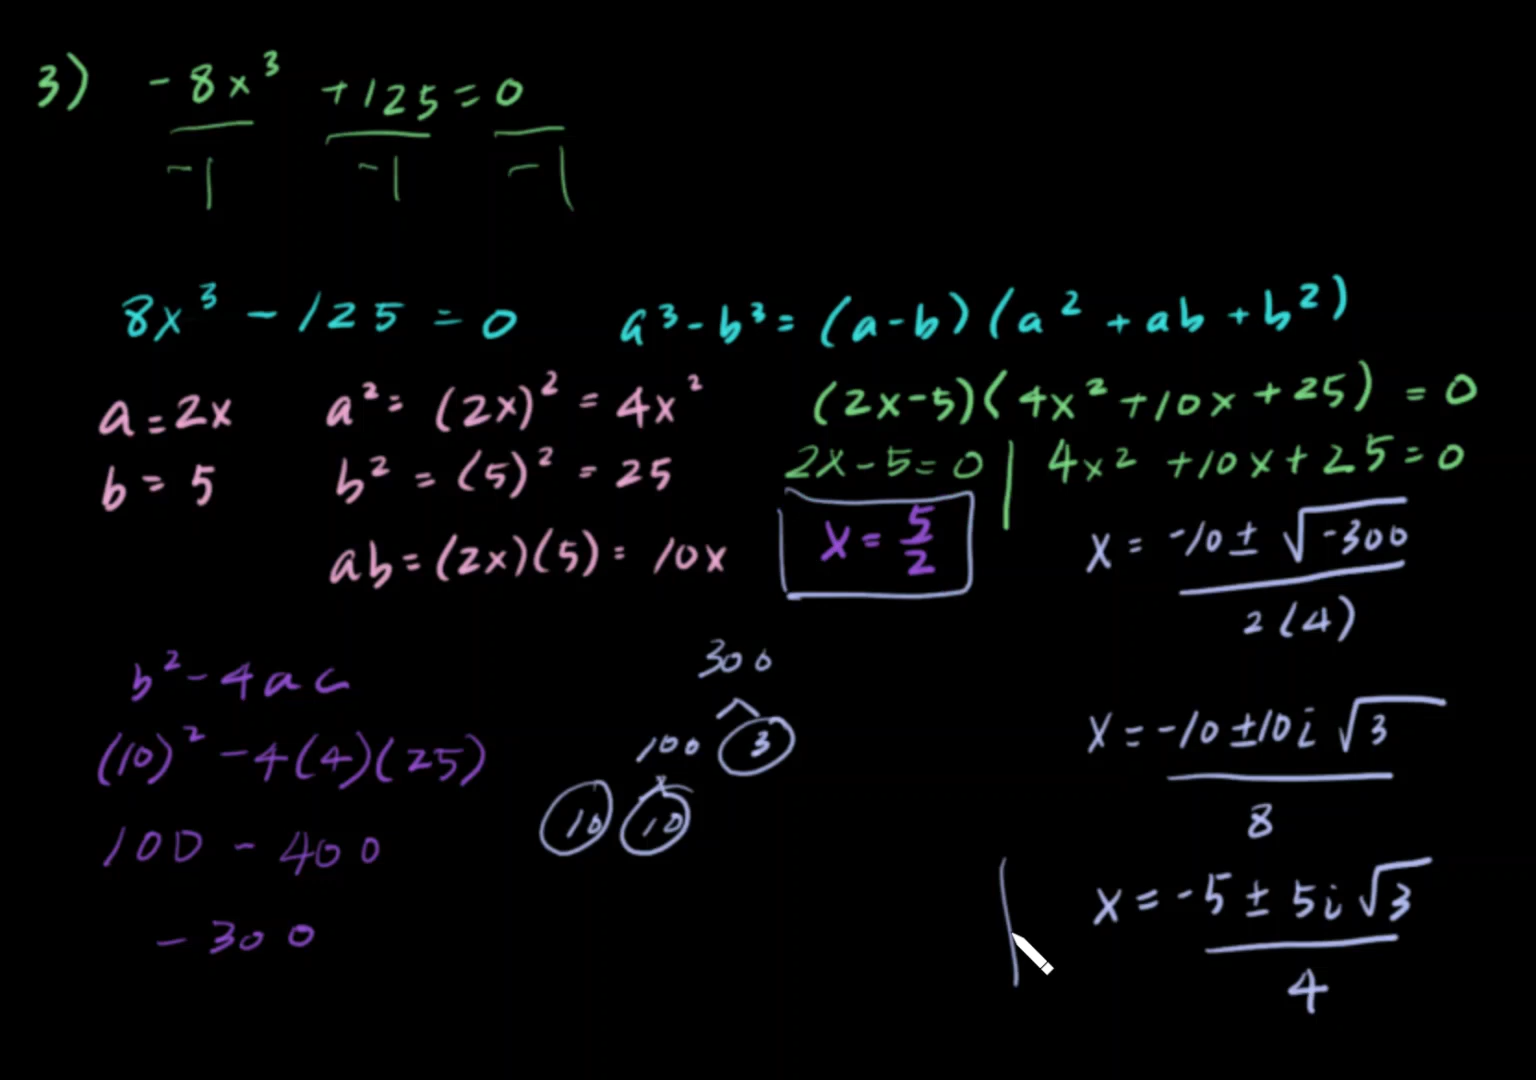 3) -8x³ +125 = 0
-1 -1 -1
8x³ - 125 = 0 a³-b³ = (a-b)(a² + ab + b²)
a = 2x a² = (2x)² = 4x² (2x-5)(4x² +10x + 25) = 0
b = 5 b² = (5)² = 25 2x - 5 = 0 | 4x² +10x + 25 = 0
ab = (2x)(5) = 10x x = 5/2 x = -10 ± √-300
2(4)
b² - 4ac 300
(10)² - 4(4)(25) 100 3 x = -10 ± 10i√3
10 10 8
100 - 400
- 300 x = -5 ± 5i√3
4